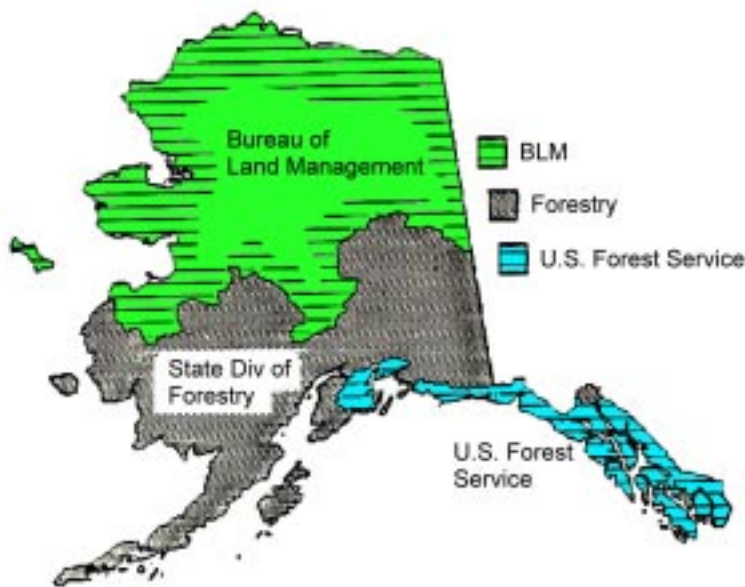 Bureau of
Land Management
BLM
Forestry
U.S. Forest Service
State Div of
Forestry
U.S. Forest
Service